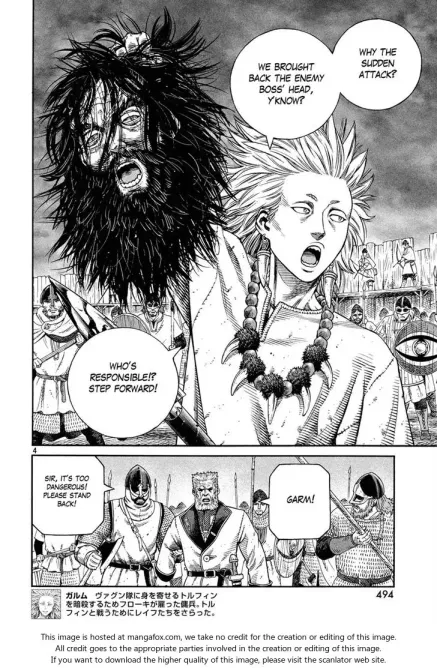 WHY THE
SUDDEN
ATTACK?
WE BROUGHT
BACK THE ENEMY
BOSS' HEAD,
Y'KNOW?
WHO'S
RESPONSIBLE!?
STEP FORWARD!
4
SIR, IT'S TOO
DANGEROUS!
PLEASE STAND
BACK!
GARM!
494
ガルム ヴァグン隊に身を寄せるトルフィン
を暗殺するためフローキが雇った傭兵。トル
フィンと戦うためにレイフたちをさらった。
This image is hosted at mangafox.com, we take no credit for the creation or editing of this image.
All credit goes to the appropriate parties involved in the creation or editing of this image.
If you want to download the higher quality of this image, please visit the scanlator web site.